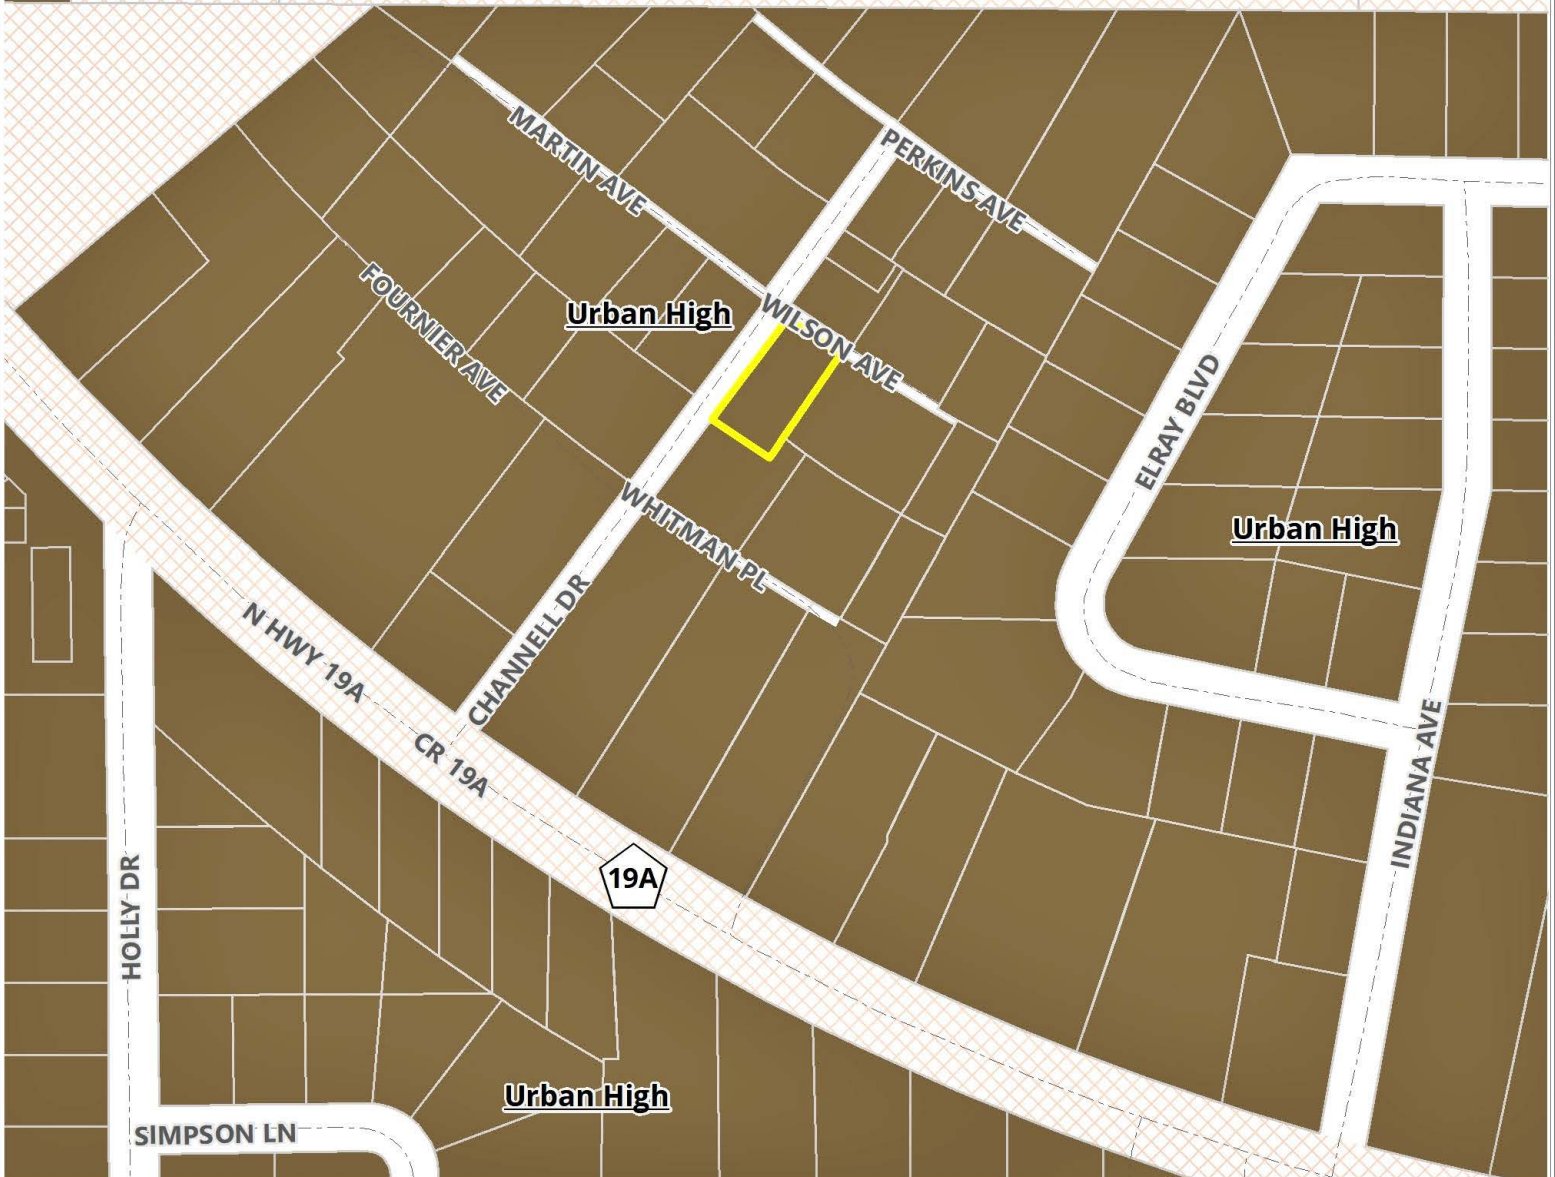 PERKINS AVE
MARTIN AVE
WILSON AVE
FOURNIER AVE
Urban High
ELRAY BLVD
WHITMAN PL
Urban High
CHANNELL DR
N HWY 19A
CR 19A
INDIANA AVE
19A
HOLLY DR
Urban High
SIMPSON LN